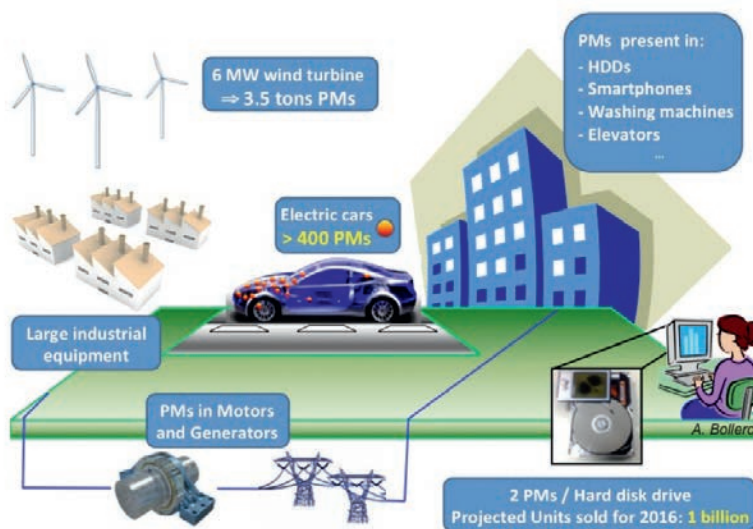 6 MW wind turbine
⇒ 3.5 tons PMs
PMs present in:
- HDDs
- Smartphones
- Washing machines
- Elevators
...
Electric cars
> 400 PMs
Large industrial
equipment
PMs in Motors
and Generators
A. Bollero
2 PMs / Hard disk drive
Projected Units sold for 2016: 1 billion